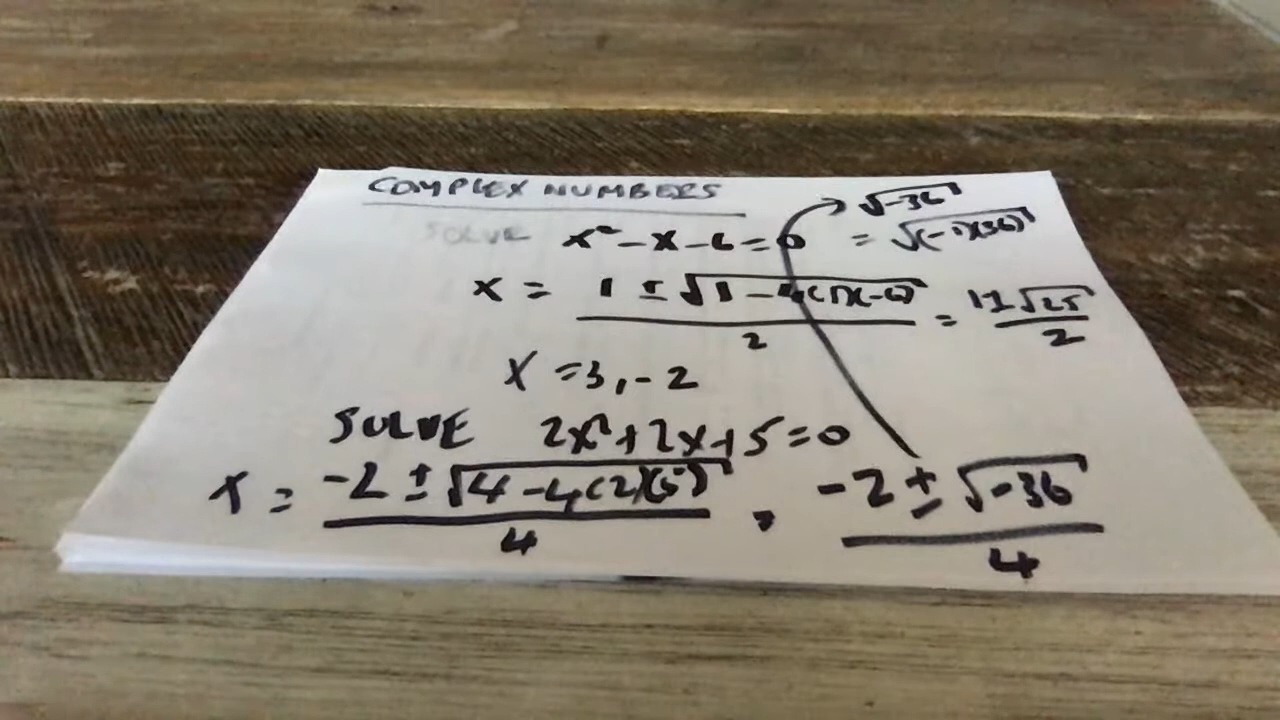 COMPLEX NUMBERS
√-36
SOLVE x² - x - 6 = 0 = √(-1)(36)
x = 1 ± √1 - 4(1)(-6) / 2 = 1 ± √25 / 2
x = 3, -2
SOLVE 2x² + 2x + 5 = 0
x = -2 ± √4 - 4(2)(5) / 4 = -2 ± √-36 / 4